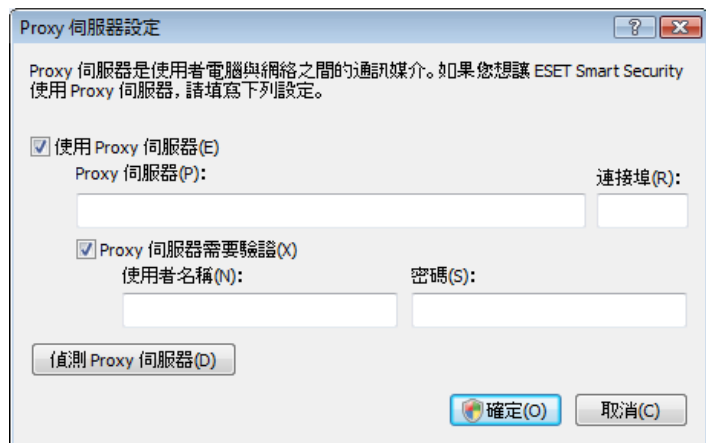 Proxy 伺服器設定
Proxy 伺服器是使用者電腦與網絡之間的通訊媒介。如果您想讓 ESET Smart Security
使用 Proxy 伺服器, 請填寫下列設定。
使用 Proxy 伺服器(E)
Proxy 伺服器(P):
連接埠(R):
Proxy 伺服器需要驗證(X)
使用者名稱(N):
密碼(S):
偵測 Proxy 伺服器(D)
確定(O)
取消(C)